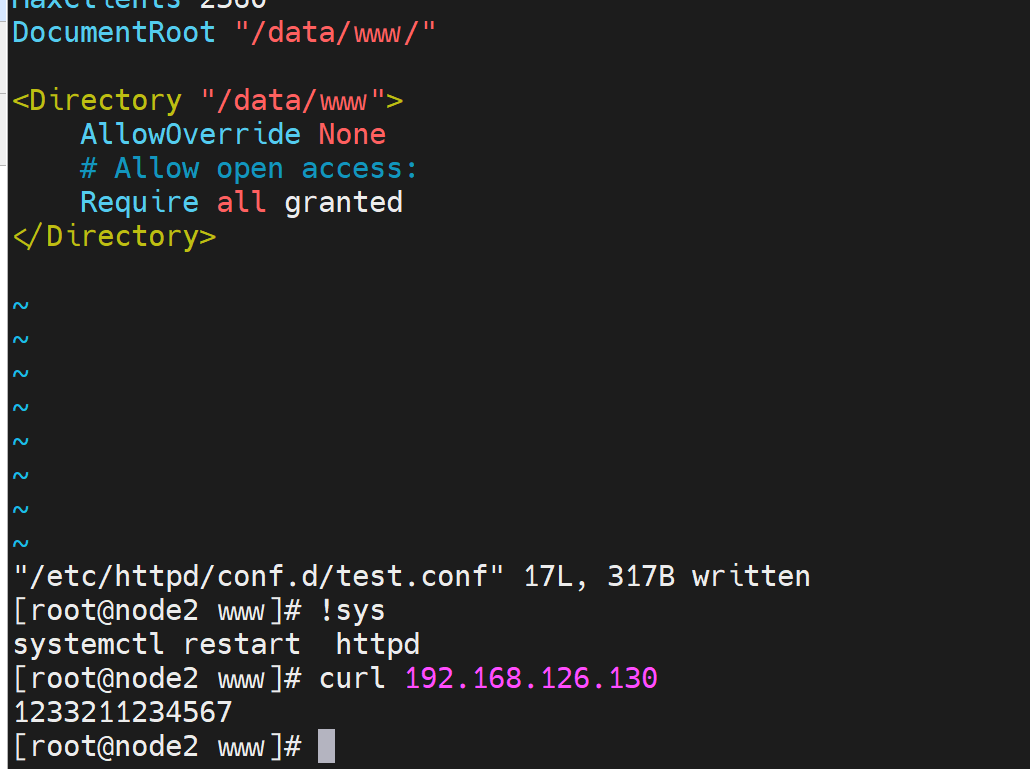 MaxClients 2560
DocumentRoot "/data/www/"
<Directory "/data/www">
    AllowOverride None
    # Allow open access:
    Require all granted
</Directory>
~
~
~
~
~
~
~
~
"/etc/httpd/conf.d/test.conf" 17L, 317B written
[root@node2 www]# !sys
systemctl restart  httpd
[root@node2 www]# curl 192.168.126.130
1233211234567
[root@node2 www]#